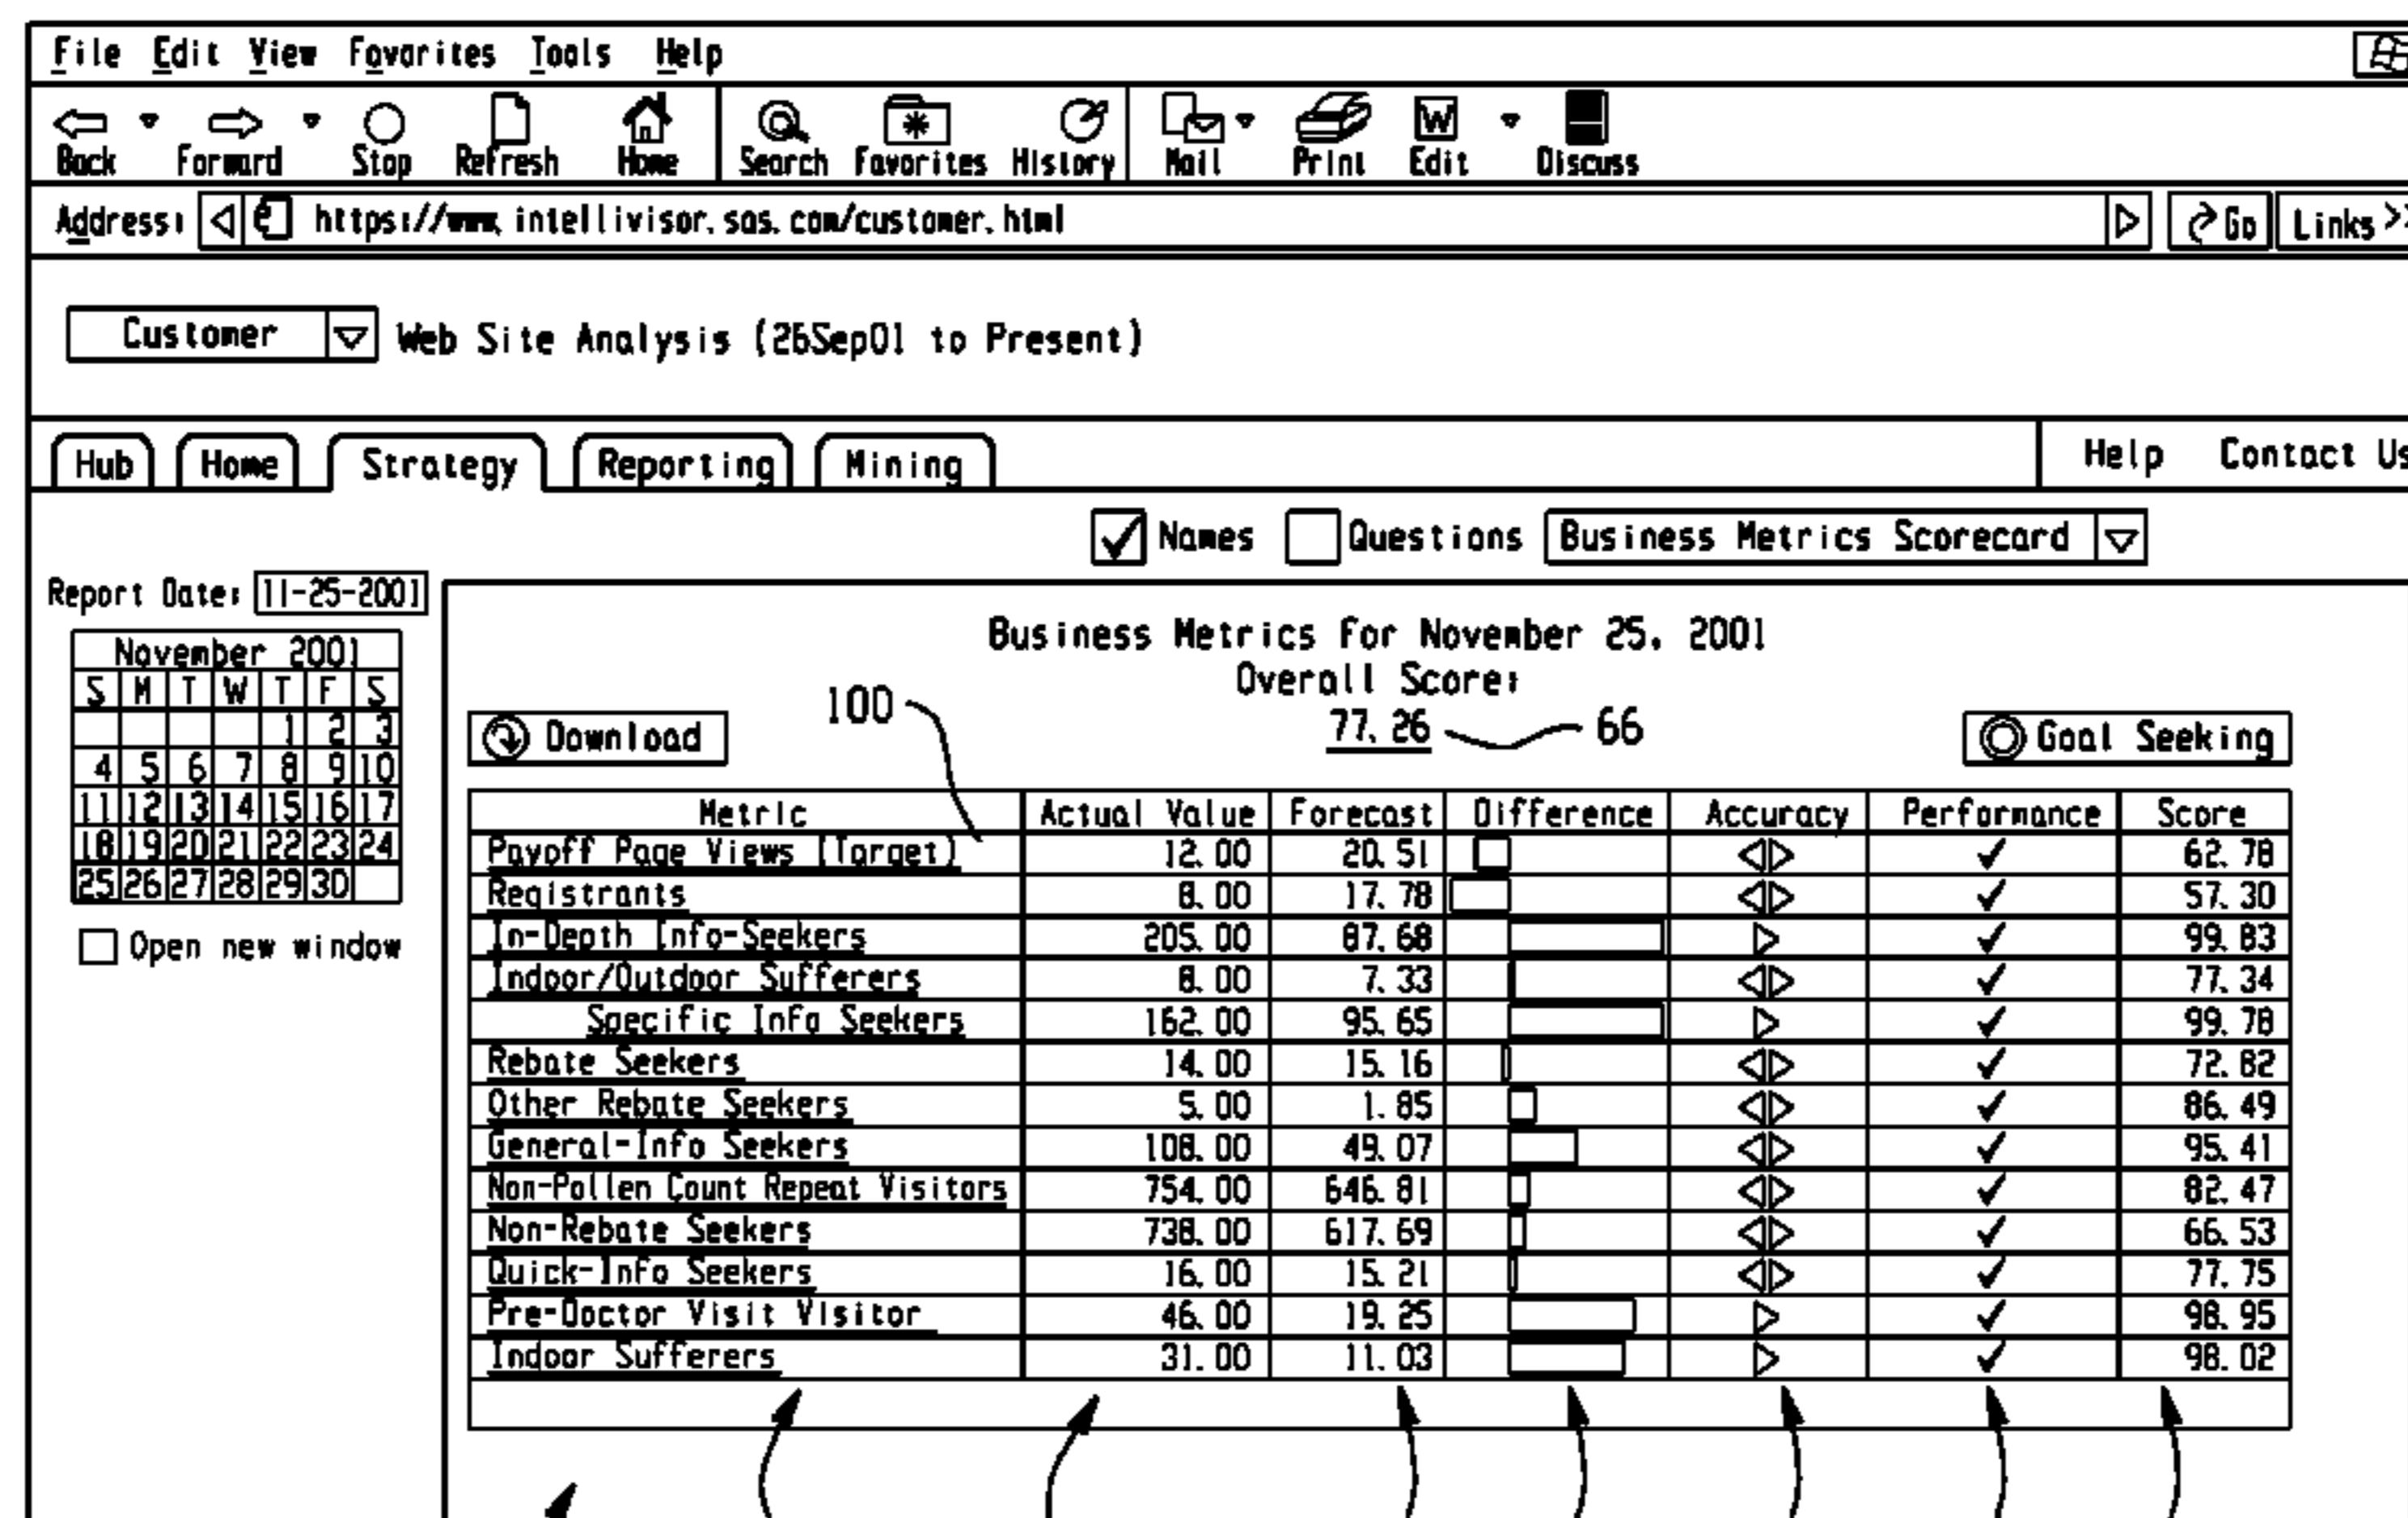 File Edit View Favorites Tools Help
Back Forward Stop Refresh Home Search Favorites History Mail Print Edit Discuss
Address: https://www.intellivisor.sas.com/customer.html Go Links >>
Customer Web Site Analysis (26Sep01 to Present)
Hub Home Strategy Reporting Mining Help Contact Us
Names Questions Business Metrics Scorecard
Report Date: 11-25-2001
November 2001
S M T W T F S
1 2 3
4 5 6 7 8 9 10
11 12 13 14 15 16 17
18 19 20 21 22 23 24
25 26 27 28 29 30
Open new window
Business Metrics for November 25, 2001
Overall Score:
100
77.26 66
Download Goal Seeking
Metric Actual Value Forecast Difference Accuracy Performance Score
Payoff Page Views (Target) 12.00 20.51 62.78
Registrants 8.00 17.78 57.30
In-Depth Info-Seekers 205.00 87.68 99.83
Indoor/Outdoor Sufferers 8.00 7.33 77.34
Specific Info Seekers 162.00 95.65 99.78
Rebate Seekers 14.00 15.16 72.82
Other Rebate Seekers 5.00 1.85 86.49
General-Info Seekers 108.00 49.07 95.41
Non-Pollen Count Repeat Visitors 754.00 646.81 82.47
Non-Rebate Seekers 738.00 617.69 66.53
Quick-Info Seekers 16.00 15.21 77.75
Pre-Doctor Visit Visitor 46.00 19.25 98.95
Indoor Sufferers 31.00 11.03 98.02